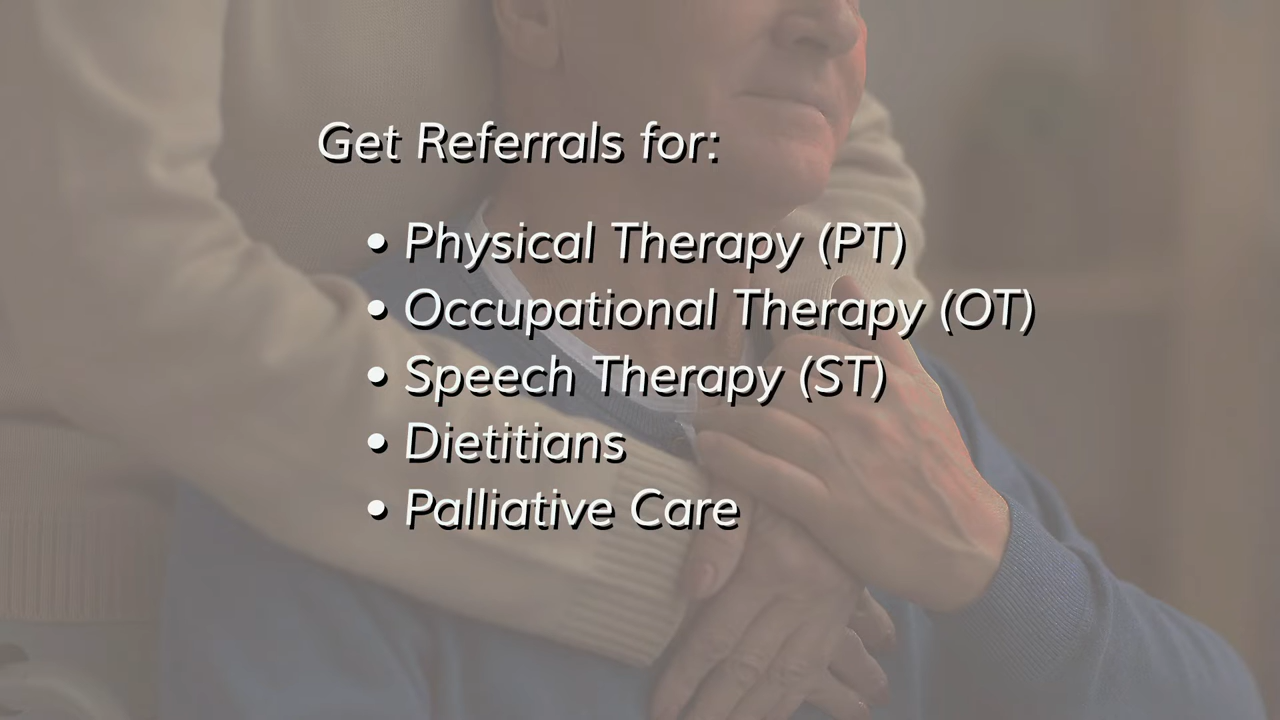 Get Referrals for:
• Physical Therapy (PT)
• Occupational Therapy (OT)
• Speech Therapy (ST)
• Dietitians
• Palliative Care